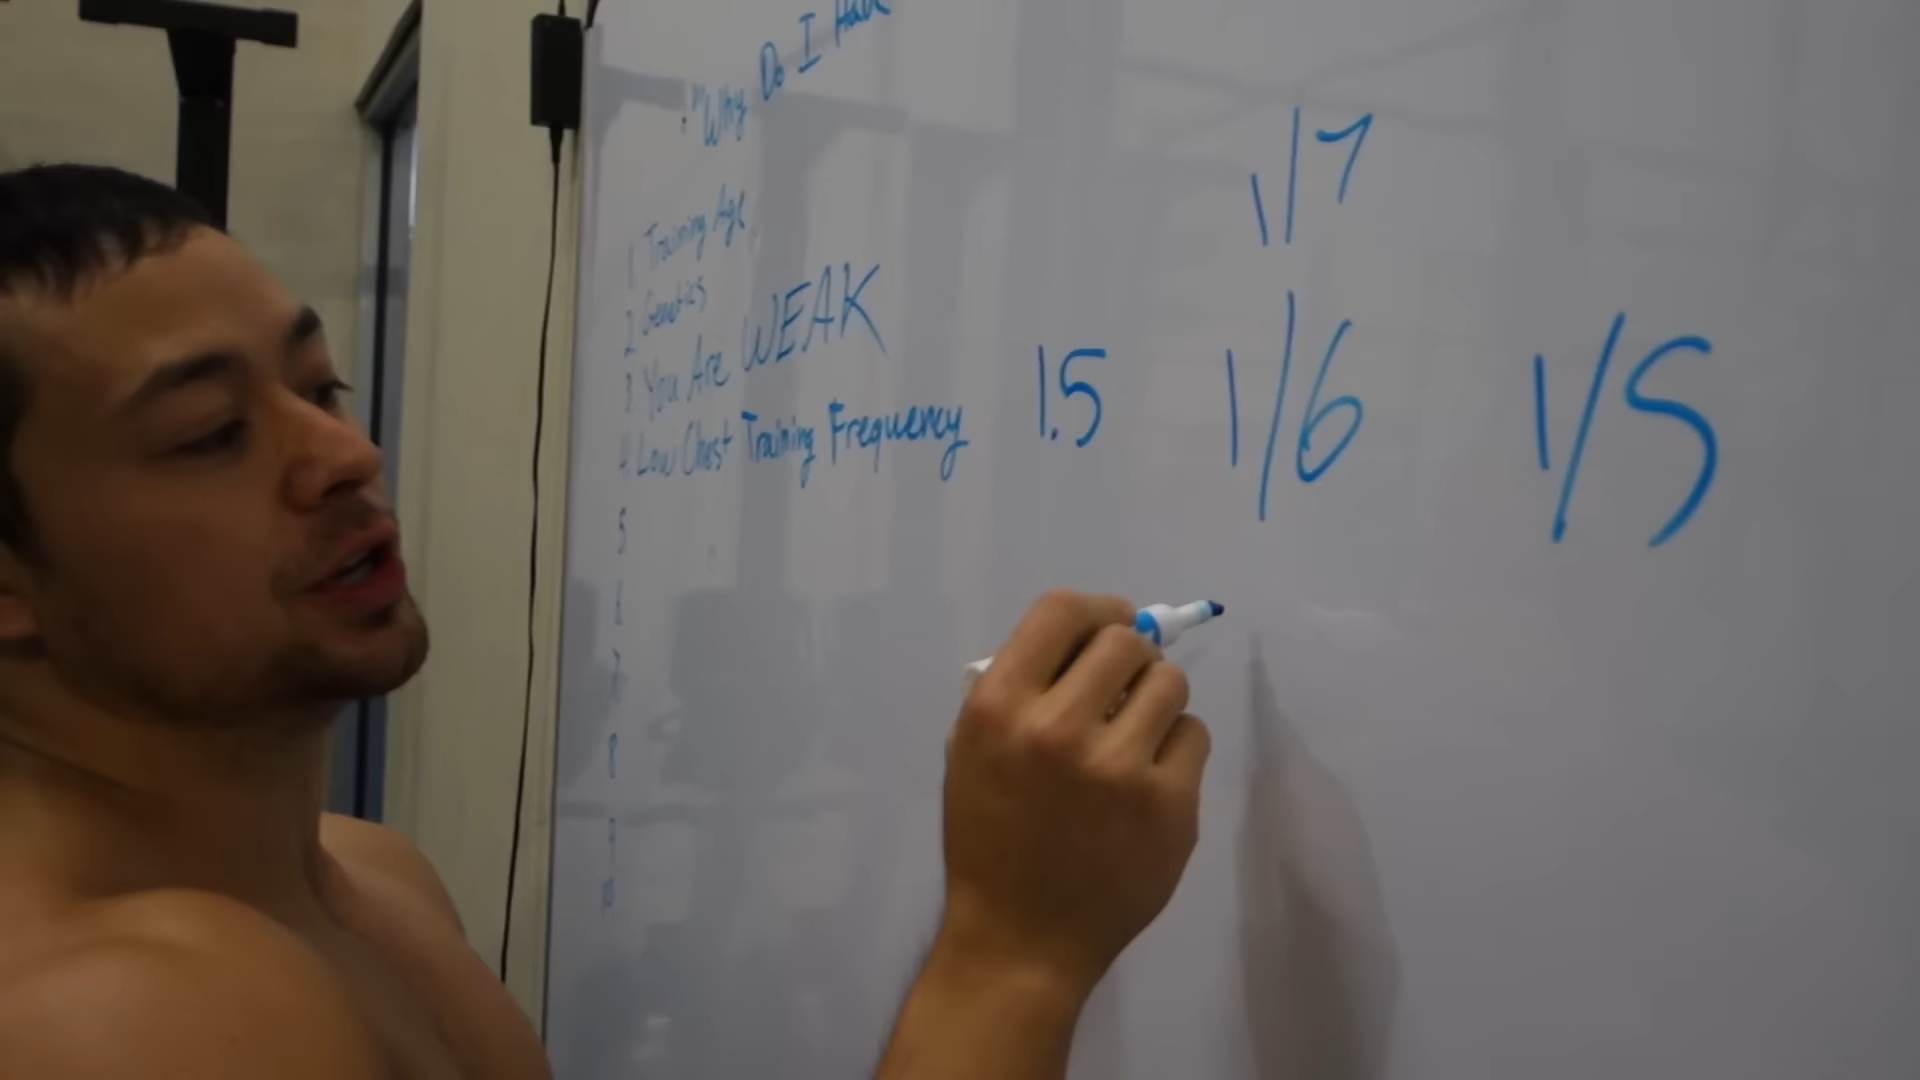 "Why Do I Have
1 Training Age
2 Genetics
3 You Are WEAK
4 Low Chest Training Frequency
5
6
7
8
9
10
1/7
1.5 1/6 1/5